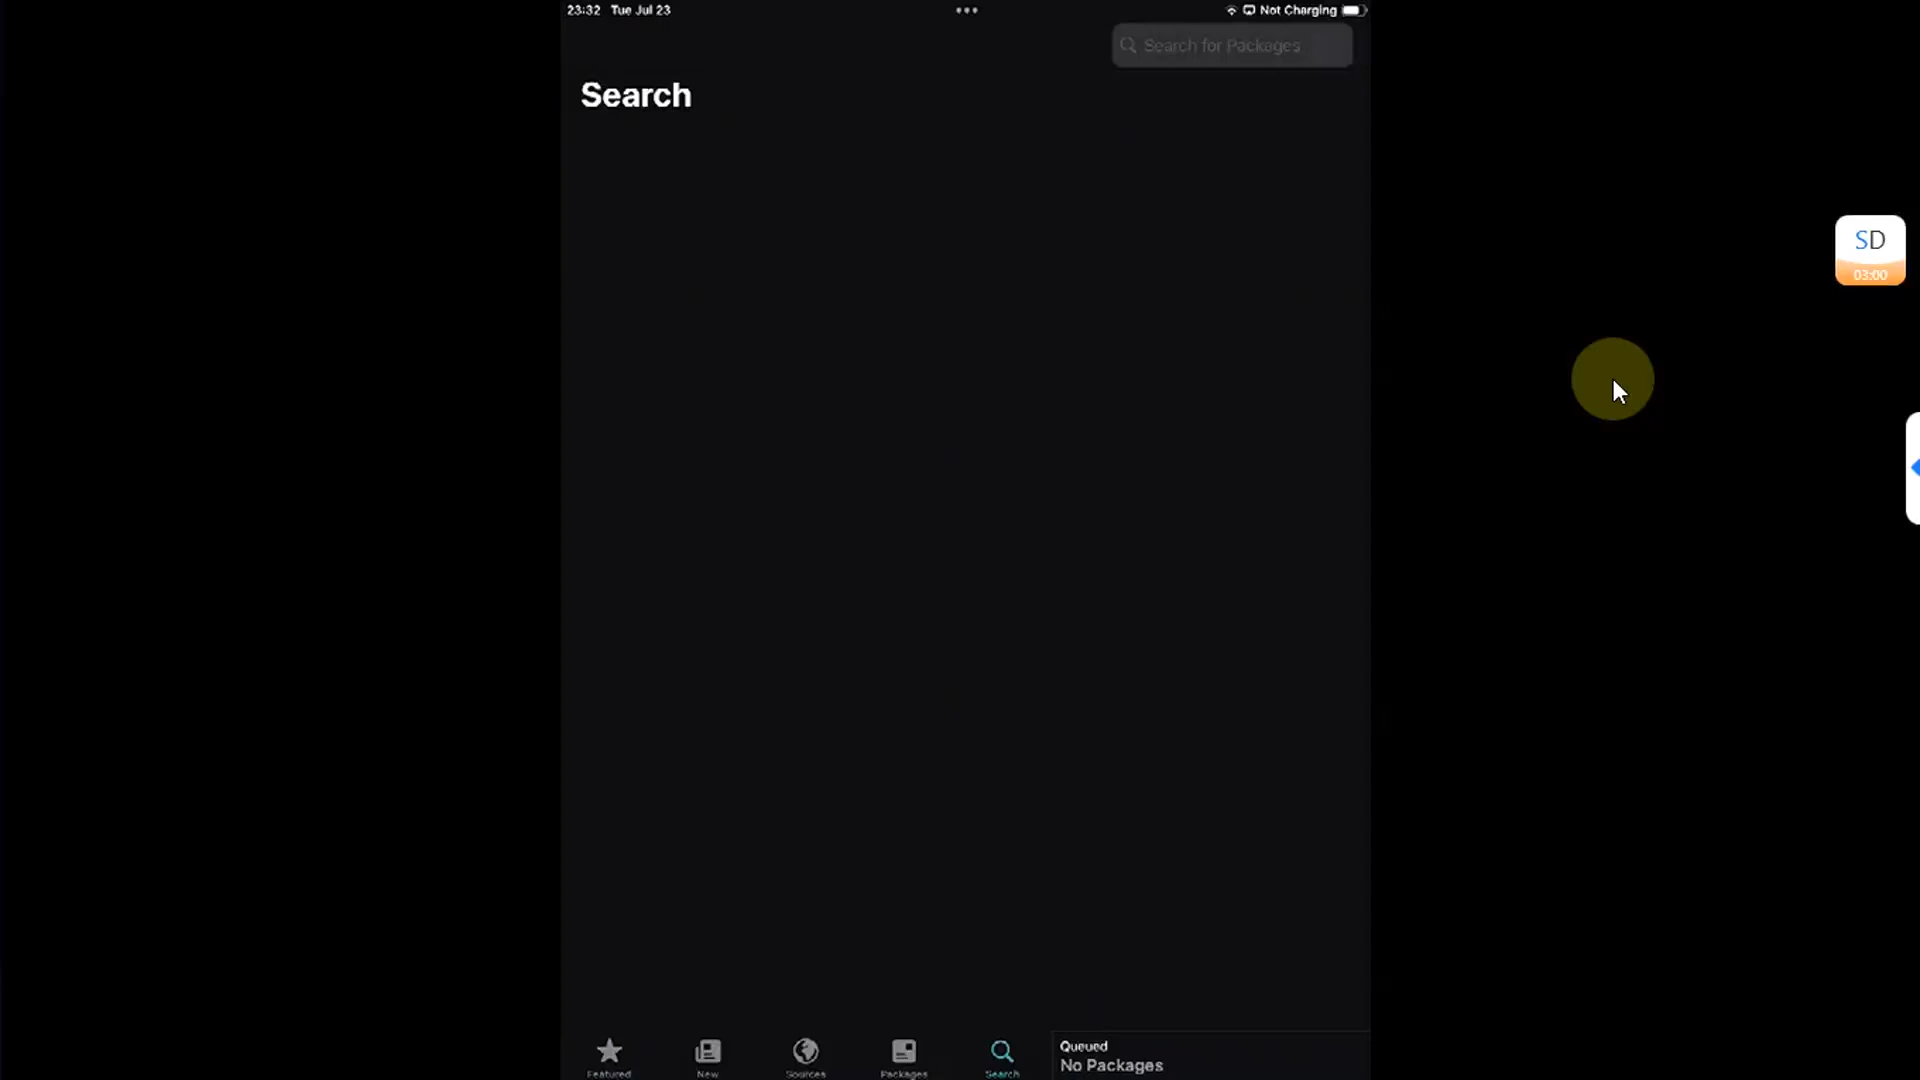 23:32 Tue Jul 23
Not Charging
Search for Packages
Search
SD
03:00
Featured
New
Sources
Packages
Search
Queued
No Packages